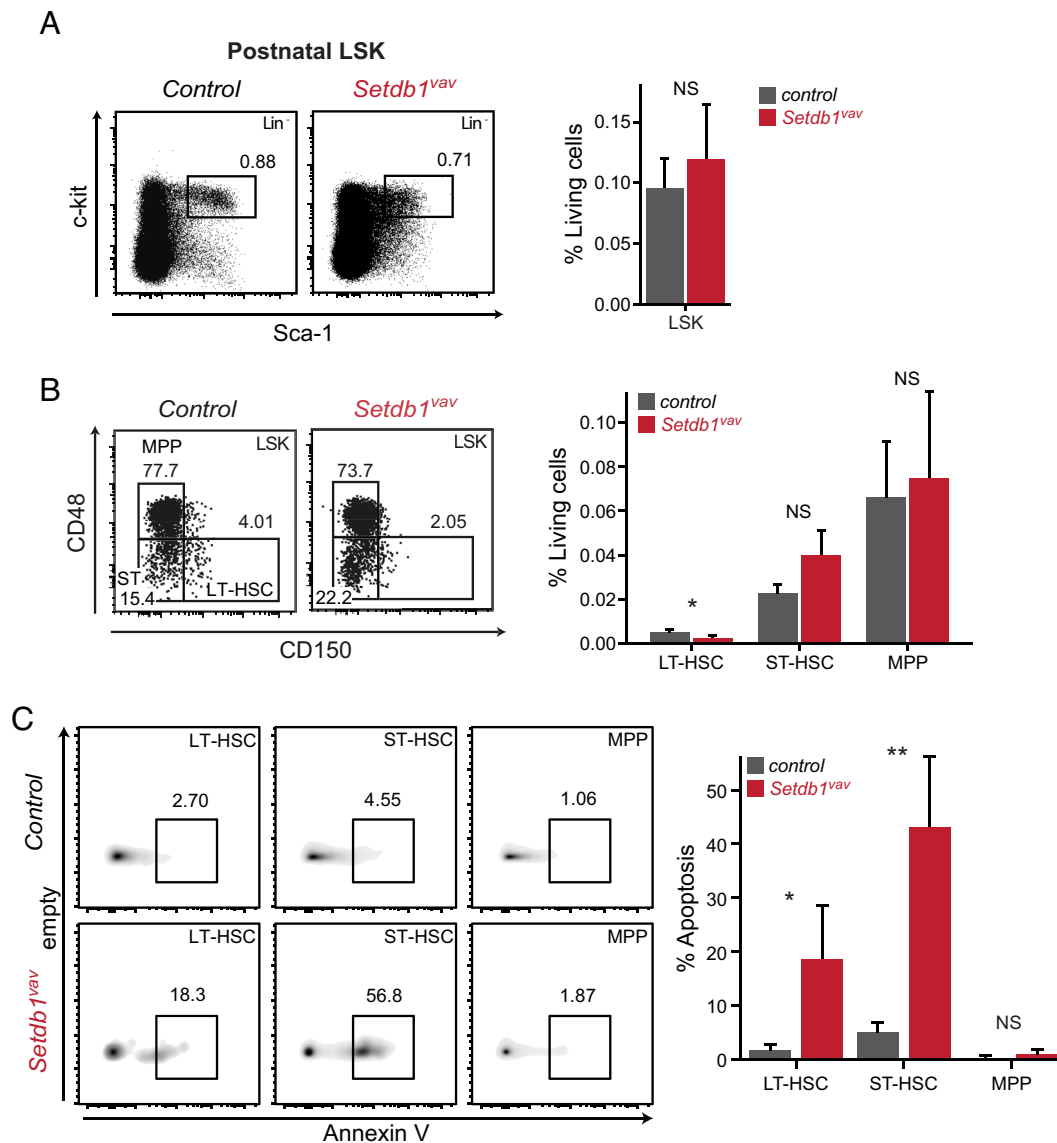 A
Postnatal LSK
Control
Setdb1vav
Lin-
0.88
Lin-
0.71
c-kit
Sca-1
NS
control
Setdb1vav
% Living cells
0.15
0.10
0.05
0.00
LSK
B
Control
Setdb1vav
MPP
LSK
77.7
4.01
ST
15.4
LT-HSC
LSK
73.7
2.05
22.2
CD48
CD150
control
Setdb1vav
% Living cells
0.10
0.08
0.06
0.04
0.02
0.00
*
NS
NS
LT-HSC
ST-HSC
MPP
C
Control
LT-HSC
2.70
ST-HSC
4.55
MPP
1.06
empty
Setdb1vav
LT-HSC
18.3
ST-HSC
56.8
MPP
1.87
Annexin V
control
Setdb1vav
% Apoptosis
50
40
30
20
10
0
*
**
NS
LT-HSC
ST-HSC
MPP